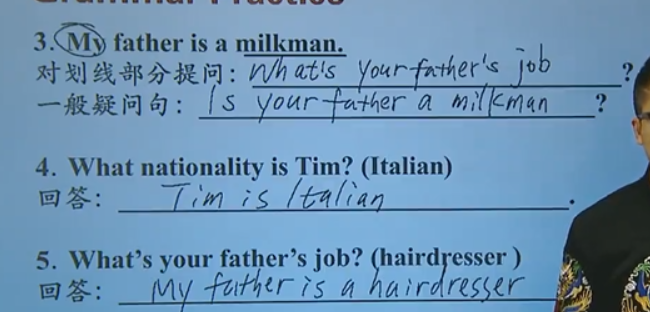 Grammar Practice
3. My father is a milkman.
对划线部分提问: What's your father's job ?
一般疑问句: Is your father a milkman ?
4. What nationality is Tim? (Italian)
回答: Tim is Italian .
5. What's your father's job? (hairdresser )
回答: My father is a hairdresser